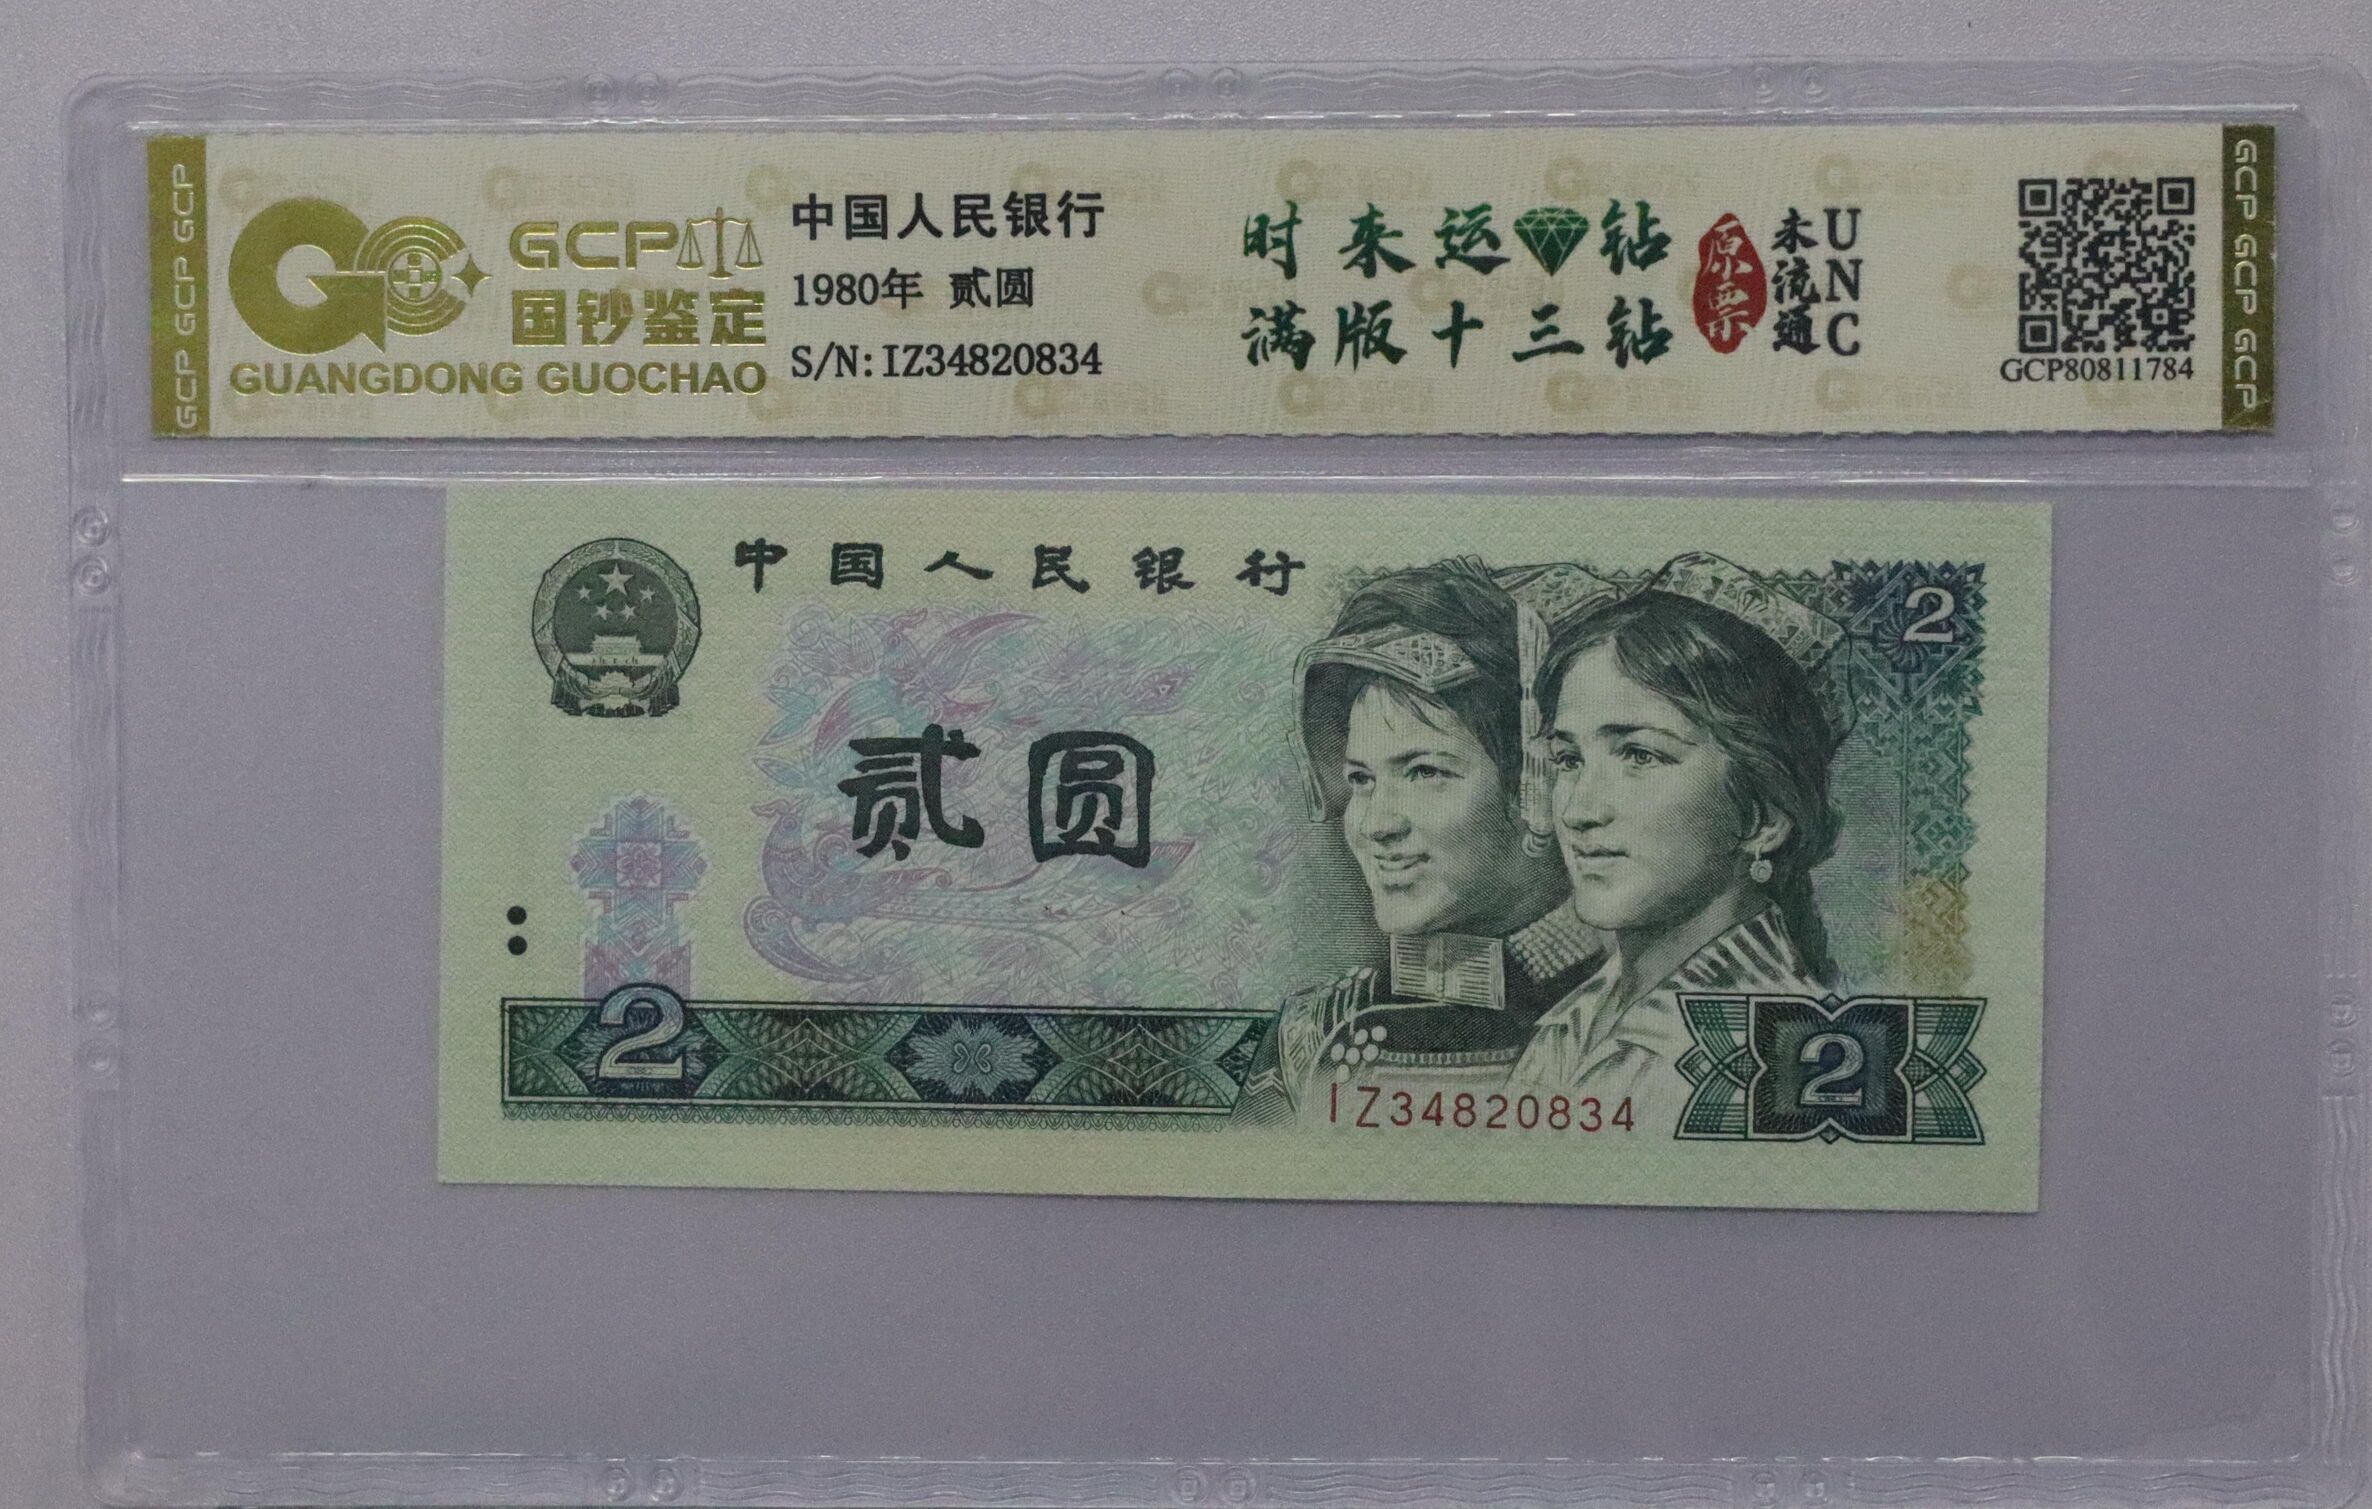 GCP GCP GCP
GCP
国钞鉴定
GUANGDONG GUOCHAO
中国人民银行
1980年 贰圆
S/N:IZ34820834
时来运钻
满版十三钻
原票
未流通
UNC
GCP80811784
GCP GCP GCP
中国人民银行
2
贰圆
2
IZ34820834
2